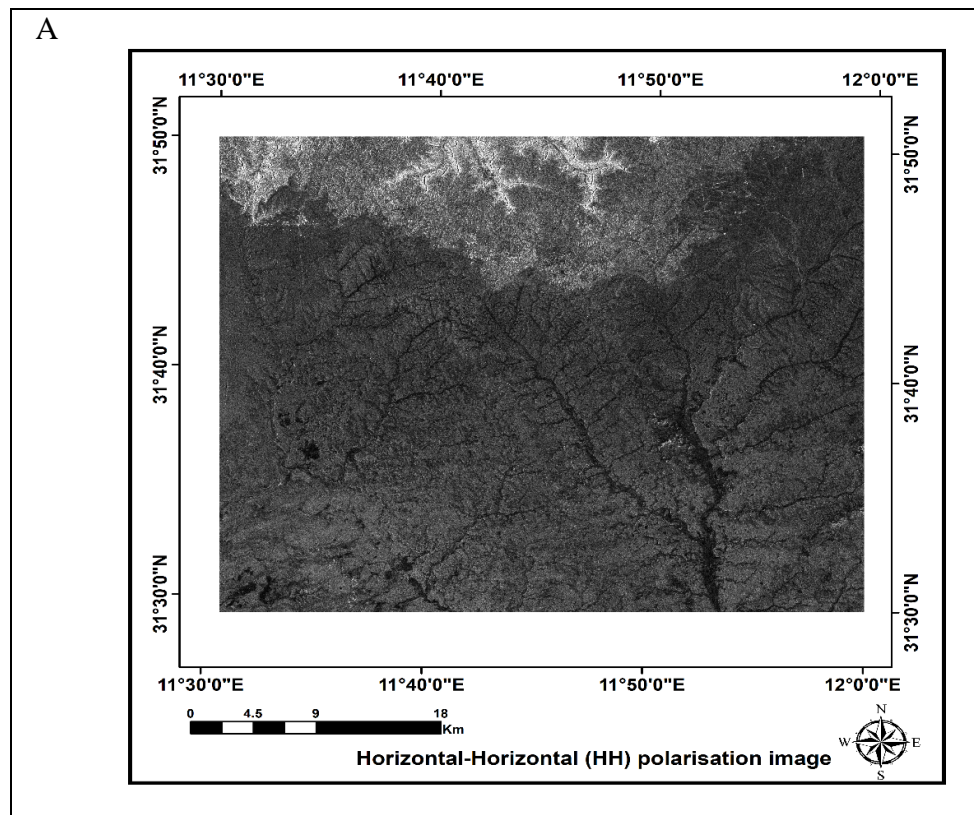 A
11°30'0"E 11°40'0"E 11°50'0"E 12°0'0"E
31°50'0"N
31°50'0"N
31°40'0"N
31°40'0"N
31°30'0"N
31°30'0"N
11°30'0"E 11°40'0"E 11°50'0"E 12°0'0"E
0 4.5 9 18
Km
N
W E
S
Horizontal-Horizontal (HH) polarisation image